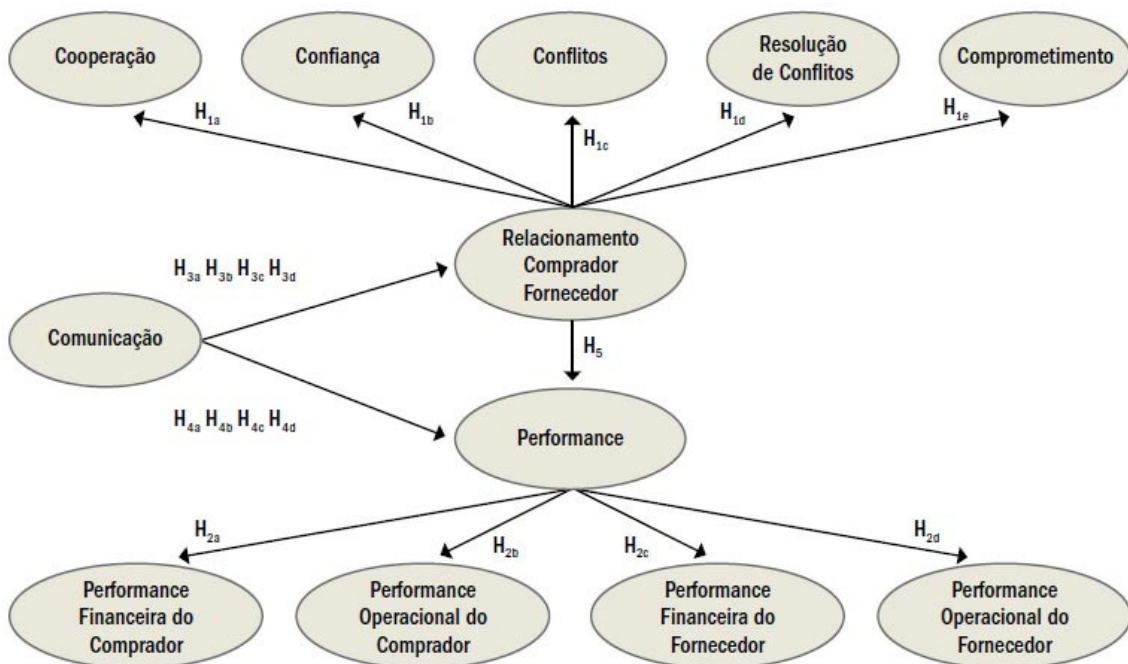 Cooperação
Confiança
Conflitos
Resolução
de Conflitos
Comprometimento
H1a
H1b
H1c
H1d
H1e
Relacionamento
Comprador
Fornecedor
H3a H3b H3c H3d
Comunicação
H5
H4a H4b H4c H4d
Performance
H2a
H2b
H2c
H2d
Performance
Financeira do
Comprador
Performance
Operacional do
Comprador
Performance
Financeira do
Fornecedor
Performance
Operacional do
Fornecedor